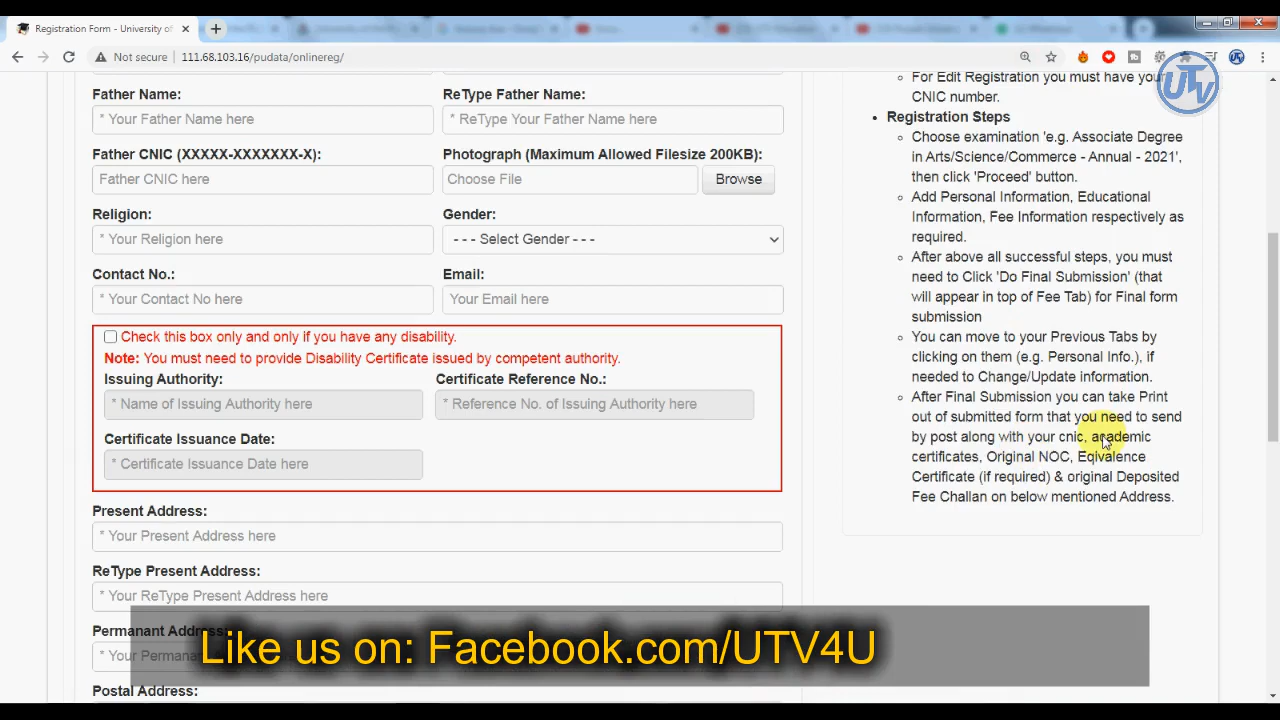 Registration Form - University of
Not secure
111.68.103.16/pudata/onlinereg/
UTV
Father Name:
ReType Father Name:
* Your Father Name here
* ReType Your Father Name here
Father CNIC (XXXXX-XXXXXXX-X):
Photograph (Maximum Allowed Filesize 200KB):
Father CNIC here
Choose File
Browse
Religion:
Gender:
* Your Religion here
- - - Select Gender - - -
Contact No.:
Email:
* Your Contact No here
Your Email here
Check this box only and only if you have any disability.
Note: You must need to provide Disability Certificate issued by competent authority.
Issuing Authority:
Certificate Reference No.:
* Name of Issuing Authority here
* Reference No. of Issuing Authority here
Certificate Issuance Date:
* Certificate Issuance Date here
Present Address:
* Your Present Address here
ReType Present Address:
* Your ReType Present Address here
Permanant Address:
* Your Permana
Postal Address:
For Edit Registration you must have your
CNIC number.
Registration Steps
Choose examination 'e.g. Associate Degree
in Arts/Science/Commerce - Annual - 2021',
then click 'Proceed' button.
Add Personal Information, Educational
Information, Fee Information respectively as
required.
After above all successful steps, you must
need to Click 'Do Final Submission' (that
will appear in top of Fee Tab) for Final form
submission
You can move to your Previous Tabs by
clicking on them (e.g. Personal Info.), if
needed to Change/Update information.
After Final Submission you can take Print
out of submitted form that you need to send
by post along with your cnic, academic
certificates, Original NOC, Eqivalence
Certificate (if required) & original Deposited
Fee Challan on below mentioned Address.
Like us on: Facebook.com/UTV4U